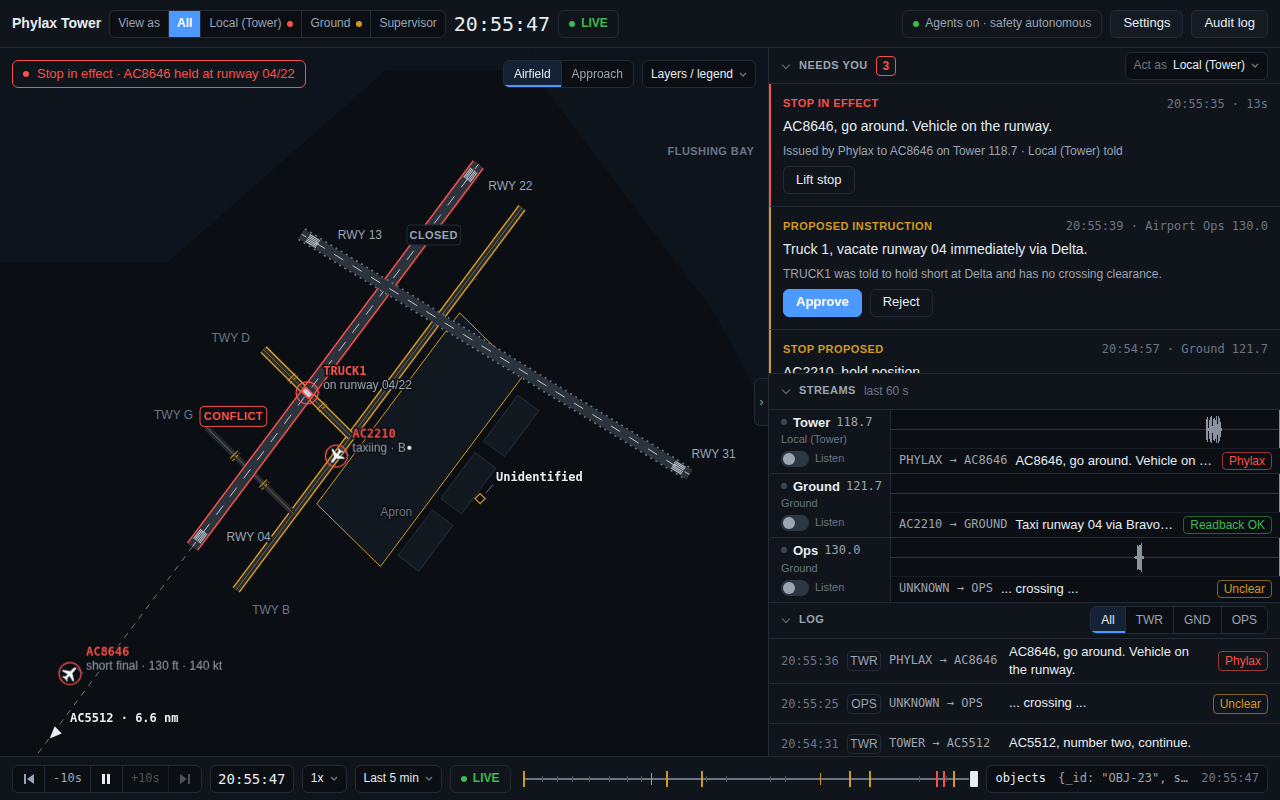 Phylax Tower View as All Local (Tower) Ground Supervisor 20:55:47 LIVE Agents on · safety autonomous Settings Audit log
Stop in effect · AC8646 held at runway 04/22
Airfield Approach Layers / legend
FLUSHING BAY
RWY 22
RWY 13 CLOSED
TWY D
TRUCK1
on runway 04/22
TWY G CONFLICT
AC2210
taxiing · B
RWY 31
Unidentified
Apron
RWY 04
TWY B
AC8646
short final · 130 ft · 140 kt
AC5512 · 6.6 nm
NEEDS YOU 3 Act as Local (Tower)
STOP IN EFFECT 20:55:35 · 13s
AC8646, go around. Vehicle on the runway.
Issued by Phylax to AC8646 on Tower 118.7 · Local (Tower) told
Lift stop
PROPOSED INSTRUCTION 20:55:39 · Airport Ops 130.0
Truck 1, vacate runway 04 immediately via Delta.
TRUCK1 was told to hold short at Delta and has no crossing clearance.
Approve Reject
STOP PROPOSED 20:54:57 · Ground 121.7
AC2210, hold position.
STREAMS last 60 s
Tower 118.7
Local (Tower)
Listen
PHYLAX → AC8646 AC8646, go around. Vehicle on … Phylax
Ground 121.7
Ground
Listen
AC2210 → GROUND Taxi runway 04 via Bravo… Readback OK
Ops 130.0
Ground
Listen
UNKNOWN → OPS ... crossing ... Unclear
LOG All TWR GND OPS
20:55:36 TWR PHYLAX → AC8646 AC8646, go around. Vehicle on
the runway. Phylax
20:55:25 OPS UNKNOWN → OPS ... crossing ... Unclear
20:54:31 TWR TOWER → AC5512 AC5512, number two, continue.
-10s +10s 20:55:47 1x Last 5 min LIVE objects {_id: "OBJ-23", s… 20:55:47